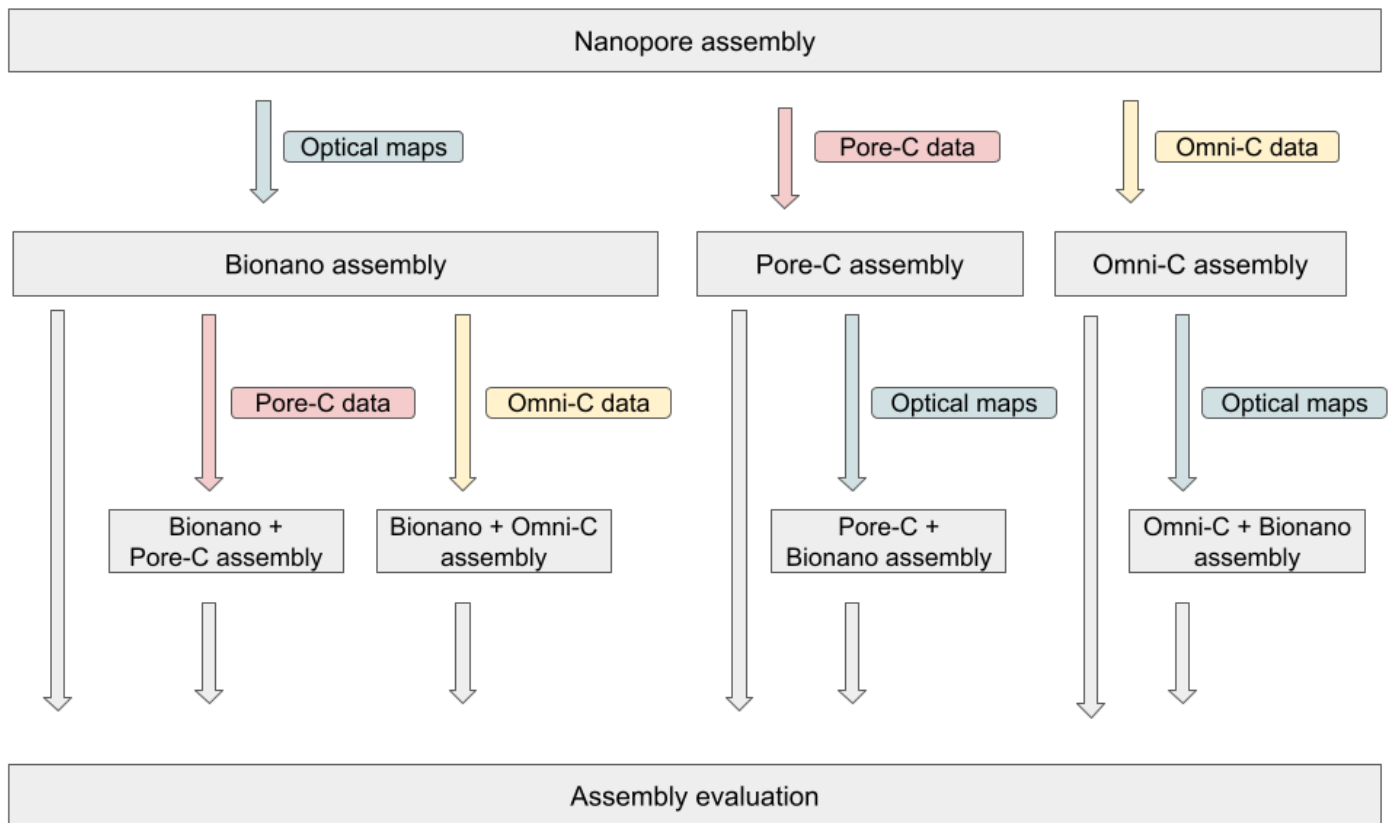 Nanopore assembly
Optical maps
Pore-C data
Omni-C data
Bionano assembly
Pore-C assembly
Omni-C assembly
Pore-C data
Omni-C data
Optical maps
Optical maps
Bionano +
Pore-C assembly
Bionano + Omni-C
assembly
Pore-C +
Bionano assembly
Omni-C + Bionano
assembly
Assembly evaluation